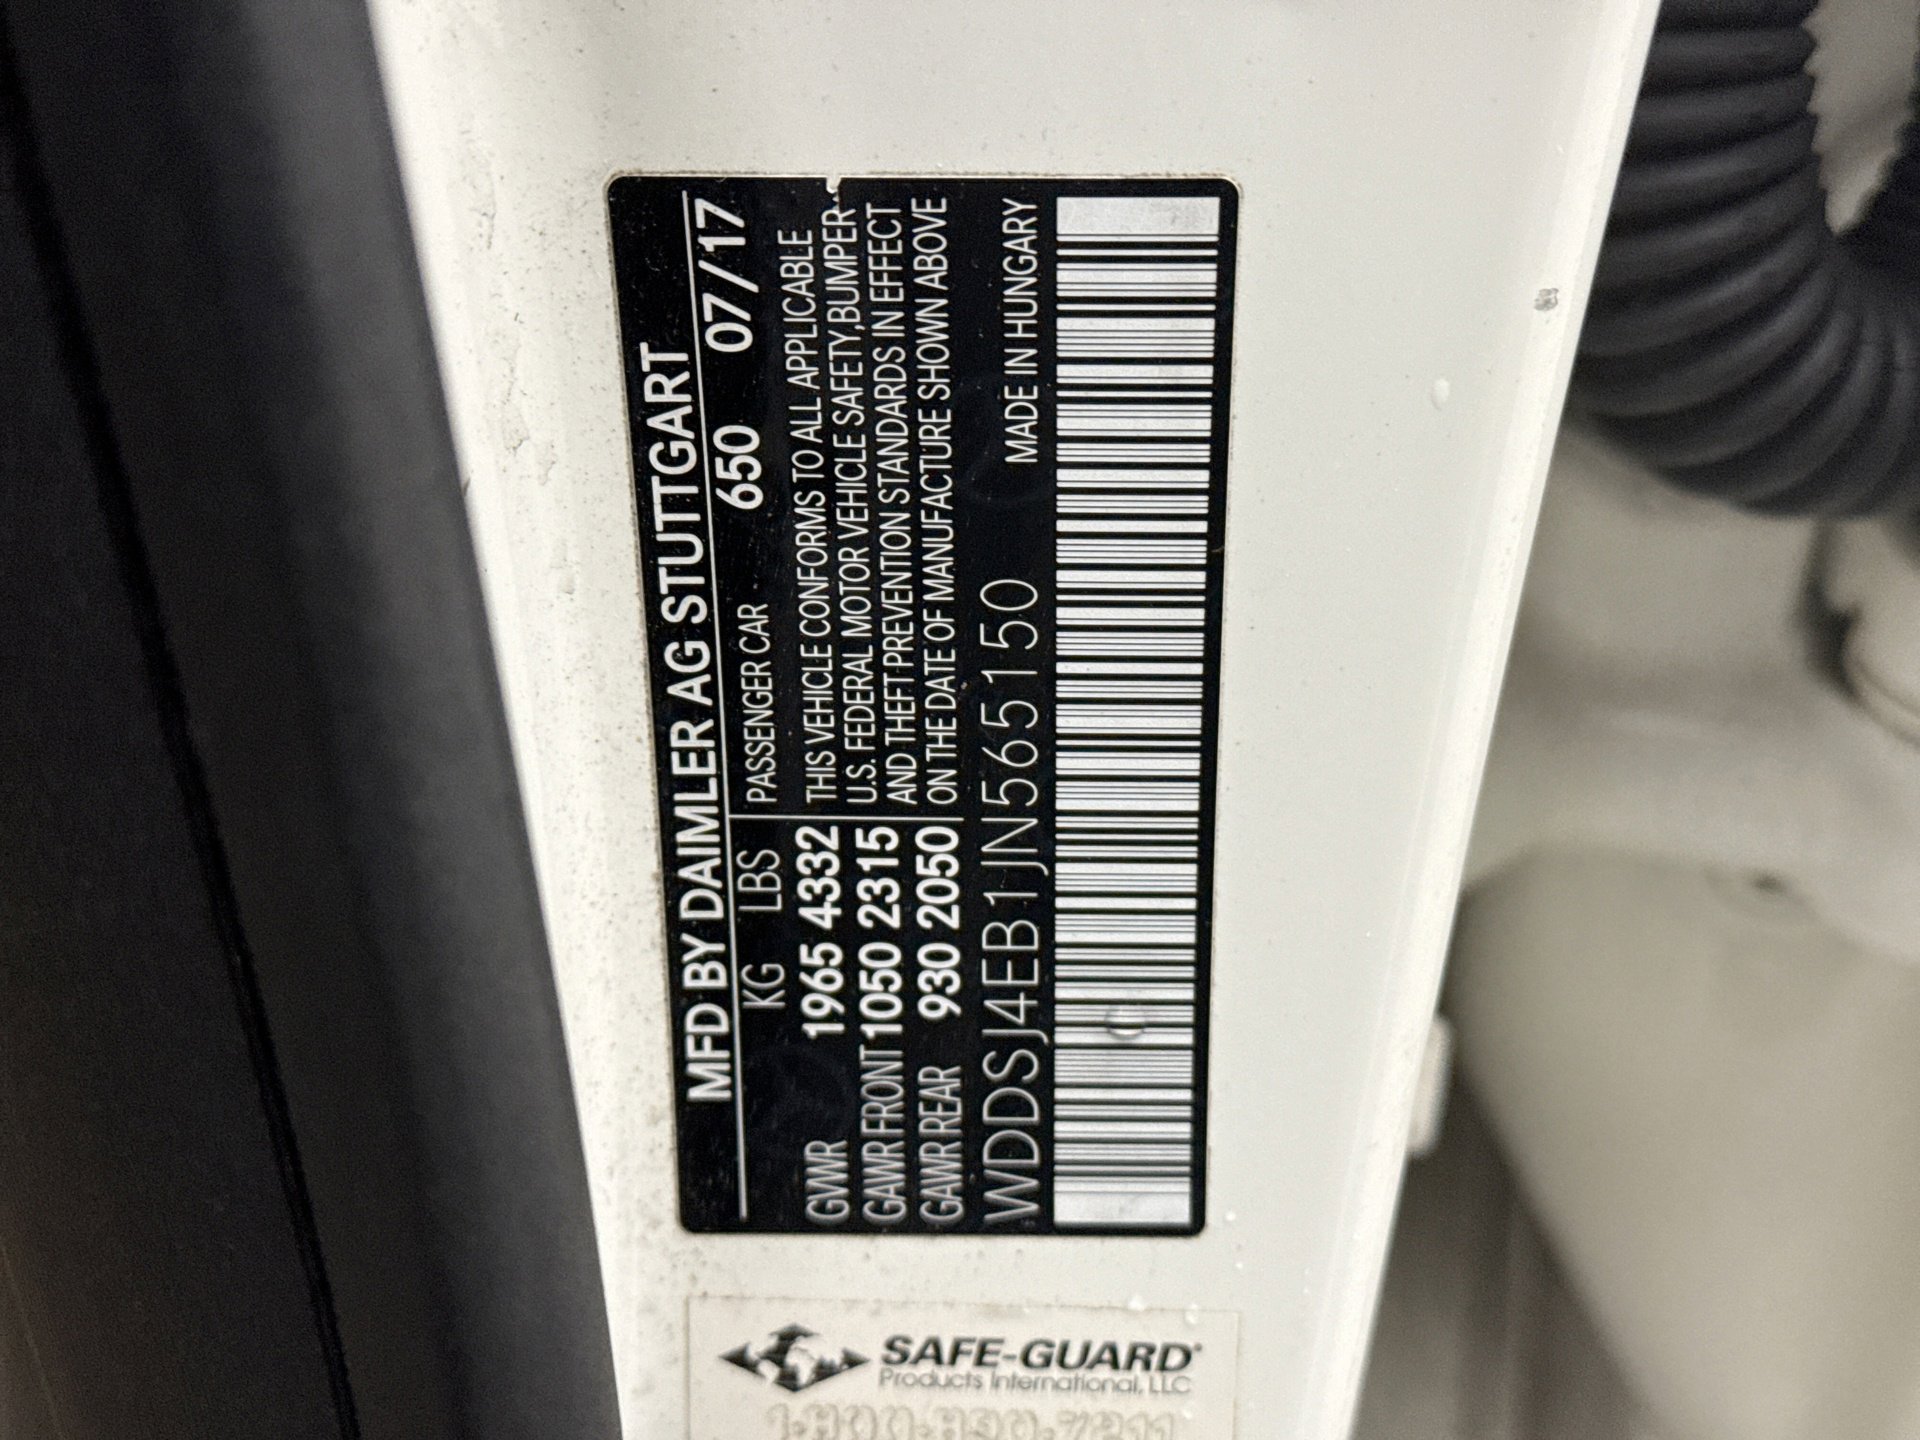 MFD BY DAIMLER AG STUTTGART
KG LBS PASSENGER CAR 650 07/17
GVWR 1965 4332 THIS VEHICLE CONFORMS TO ALL APPLICABLE
U.S. FEDERAL MOTOR VEHICLE SAFETY,BUMPER
GAWR FRONT 1050 2315 AND THEFT PREVENTION STANDARDS IN EFFECT
GAWR REAR 930 2050 ON THE DATE OF MANUFACTURE SHOWN ABOVE
WDDSJ4EB1JN565150 MADE IN HUNGARY
SAFE-GUARD®
Products International, LLC